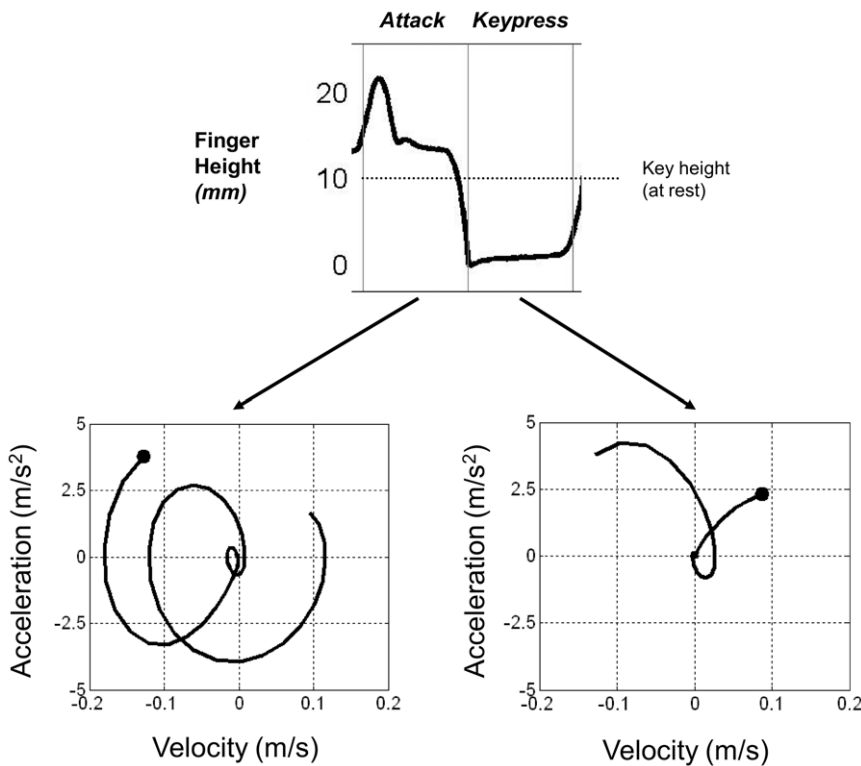 Attack Keypress
20
Finger
Height
(mm)
10
Key height
(at rest)
0
5
2.5
0
-2.5
-5
Acceleration (m/s²)
-0.2 -0.1 0 0.1 0.2
Velocity (m/s)
5
2.5
0
-2.5
-5
Acceleration (m/s²)
-0.2 -0.1 0 0.1 0.2
Velocity (m/s)